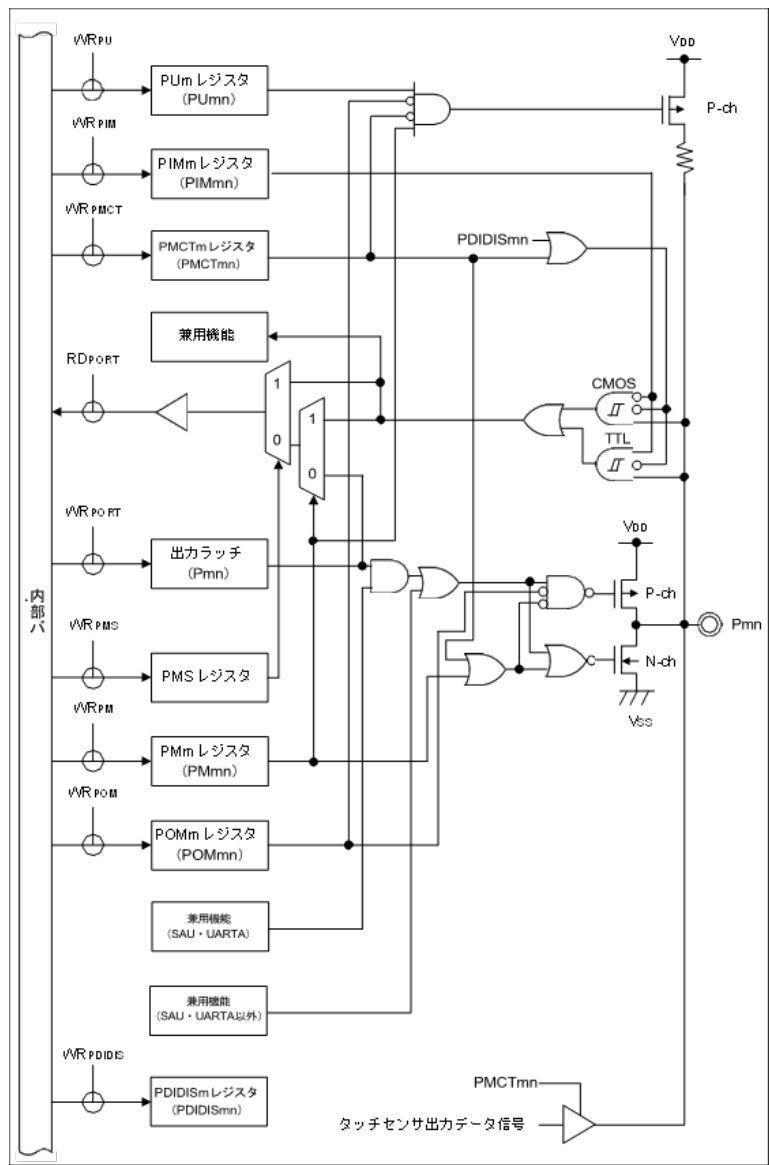 WRPU
PUmレジスタ
(PUmn)
VDD
P-ch
WRPIM
PIMmレジスタ
(PIMmn)
WRPMCT
PMCTmレジスタ
(PMCTmn)
PDIDISmn
兼用機能
RDPORT
1
0
1
0
CMOS
TTL
WRPORT
出力ラッチ
(Pmn)
VDD
P-ch
Pmn
N-ch
VSS
.内部バ
WRPMS
PMSレジスタ
WRPM
PMmレジスタ
(PMmn)
WRPOM
POMmレジスタ
(POMmn)
兼用機能
(SAU・UARTA)
兼用機能
(SAU・UARTA以外)
WRPDIDIS
PDIDISmレジスタ
(PDIDISmn)
PMCTmn
タッチセンサ出力データ信号